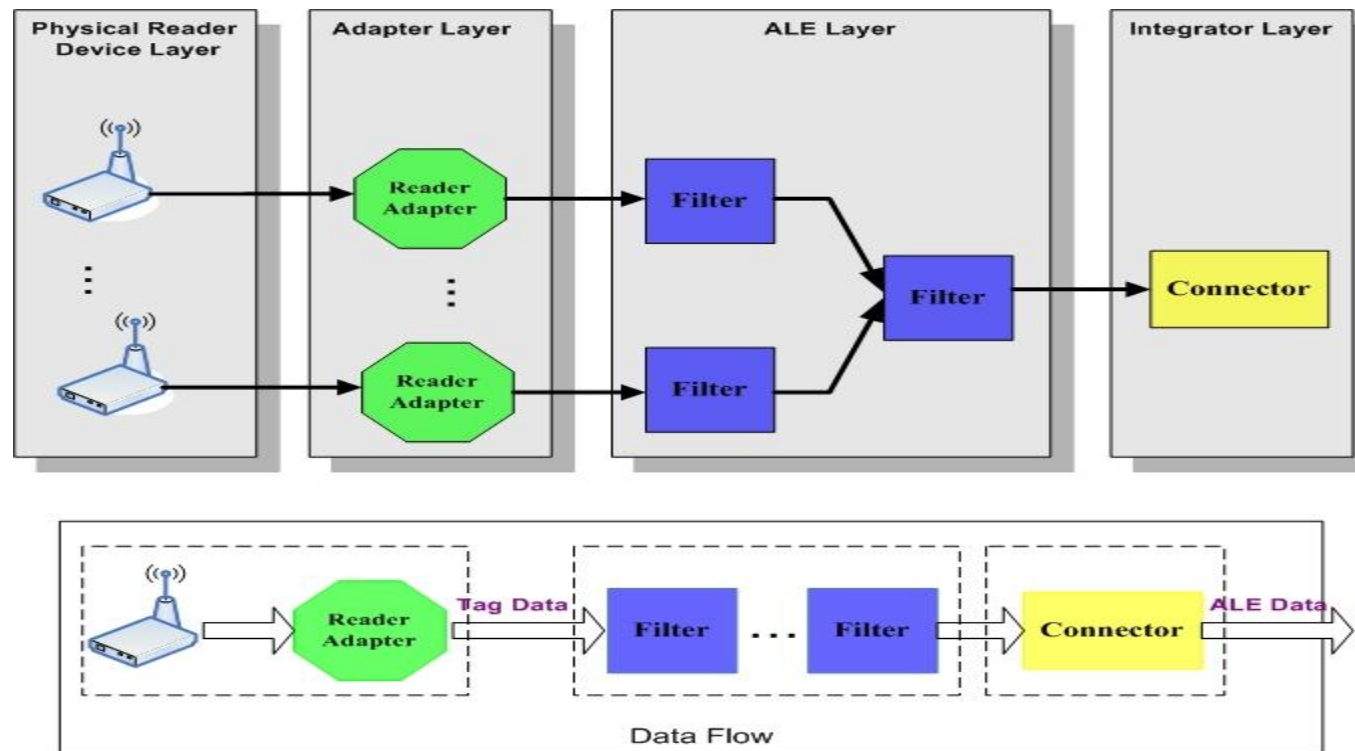 Physical Reader
Device Layer
Adapter Layer
ALE Layer
Integrator Layer
Reader
Adapter
Filter
Filter
Connector
Reader
Adapter
Filter
Tag Data
ALE Data
Reader
Adapter
Filter
...
Filter
Connector
Data Flow